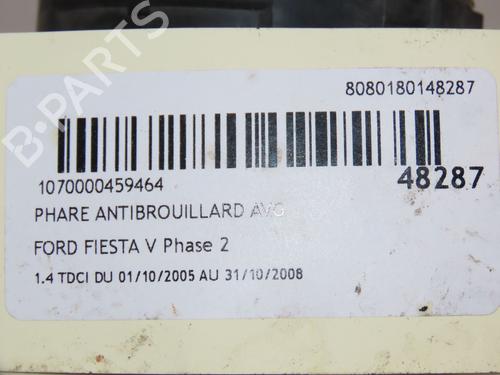 8080180148287
1070000459464
48287
PHARE ANTIBROUILLARD AVG
FORD FIESTA V Phase 2
1.4 TDCI DU 01/10/2005 AU 31/10/2008
B-PARTS